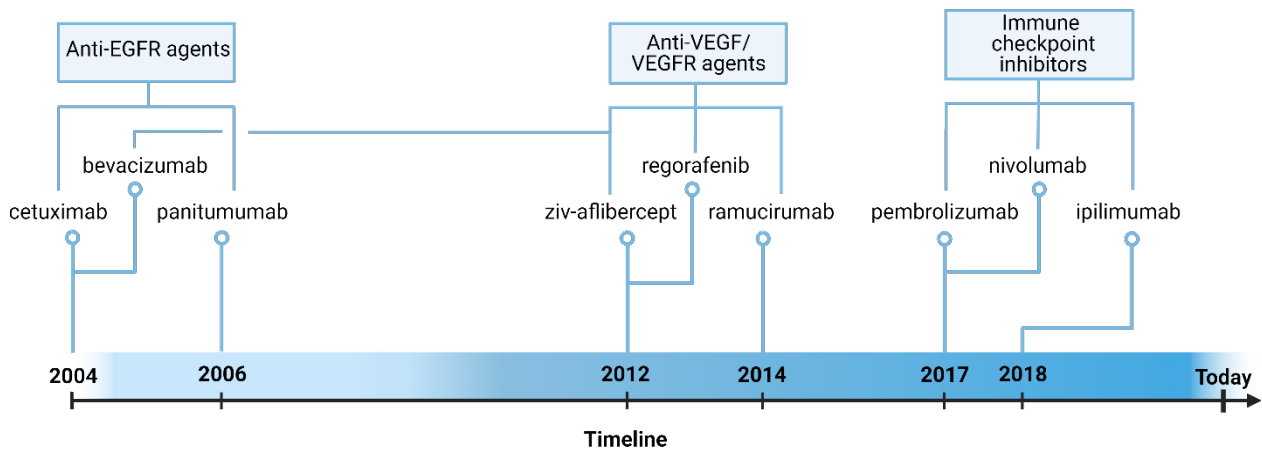 Anti-EGFR agents
Anti-VEGF/
VEGFR agents
Immune
checkpoint
inhibitors
bevacizumab
regorafenib
nivolumab
cetuximab
panitumumab
ziv-aflibercept
ramucirumab
pembrolizumab
ipilimumab
2004
2006
2012
2014
2017
2018
Today
Timeline